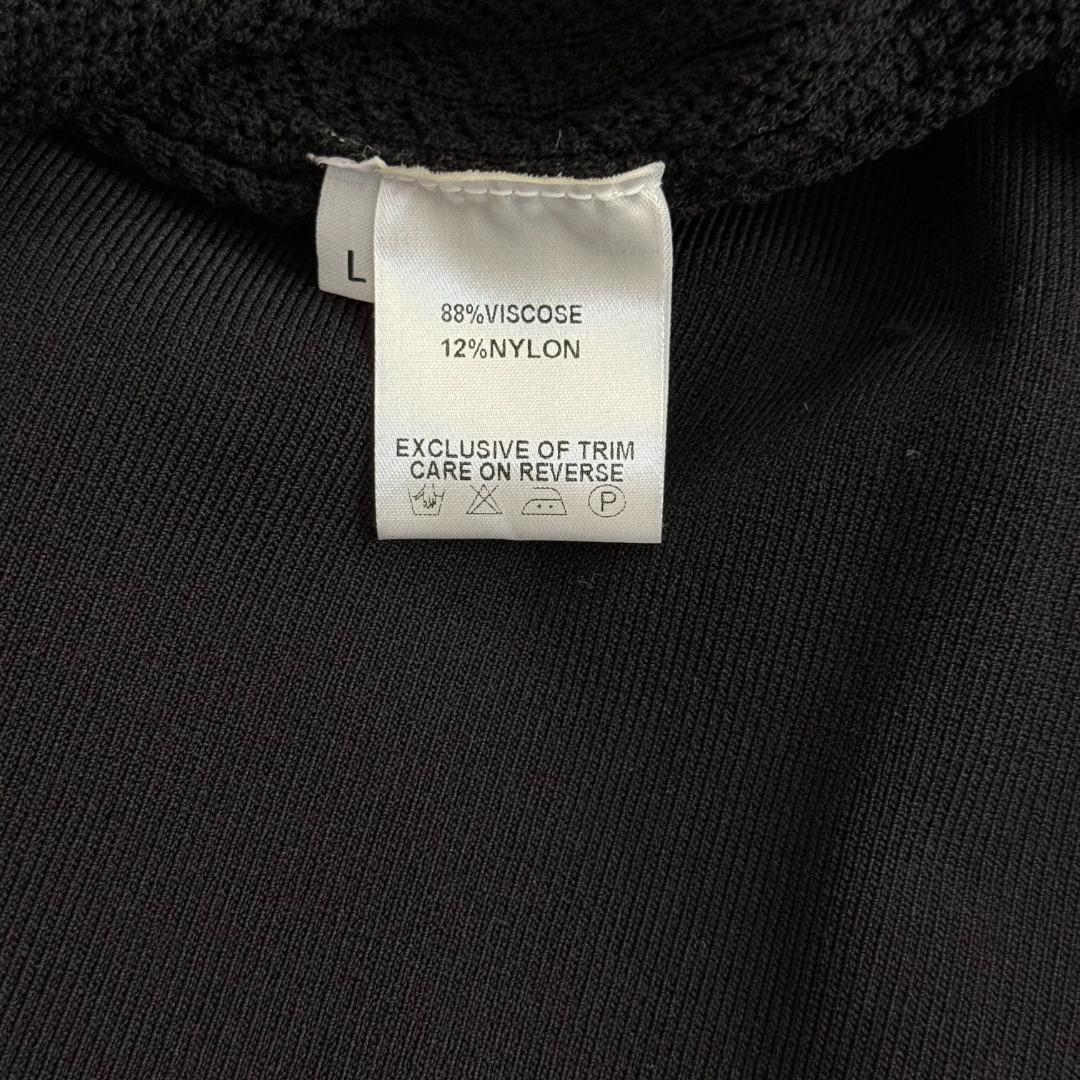 L
88%VISCOSE
12%NYLON
EXCLUSIVE OF TRIM
CARE ON REVERSE
P